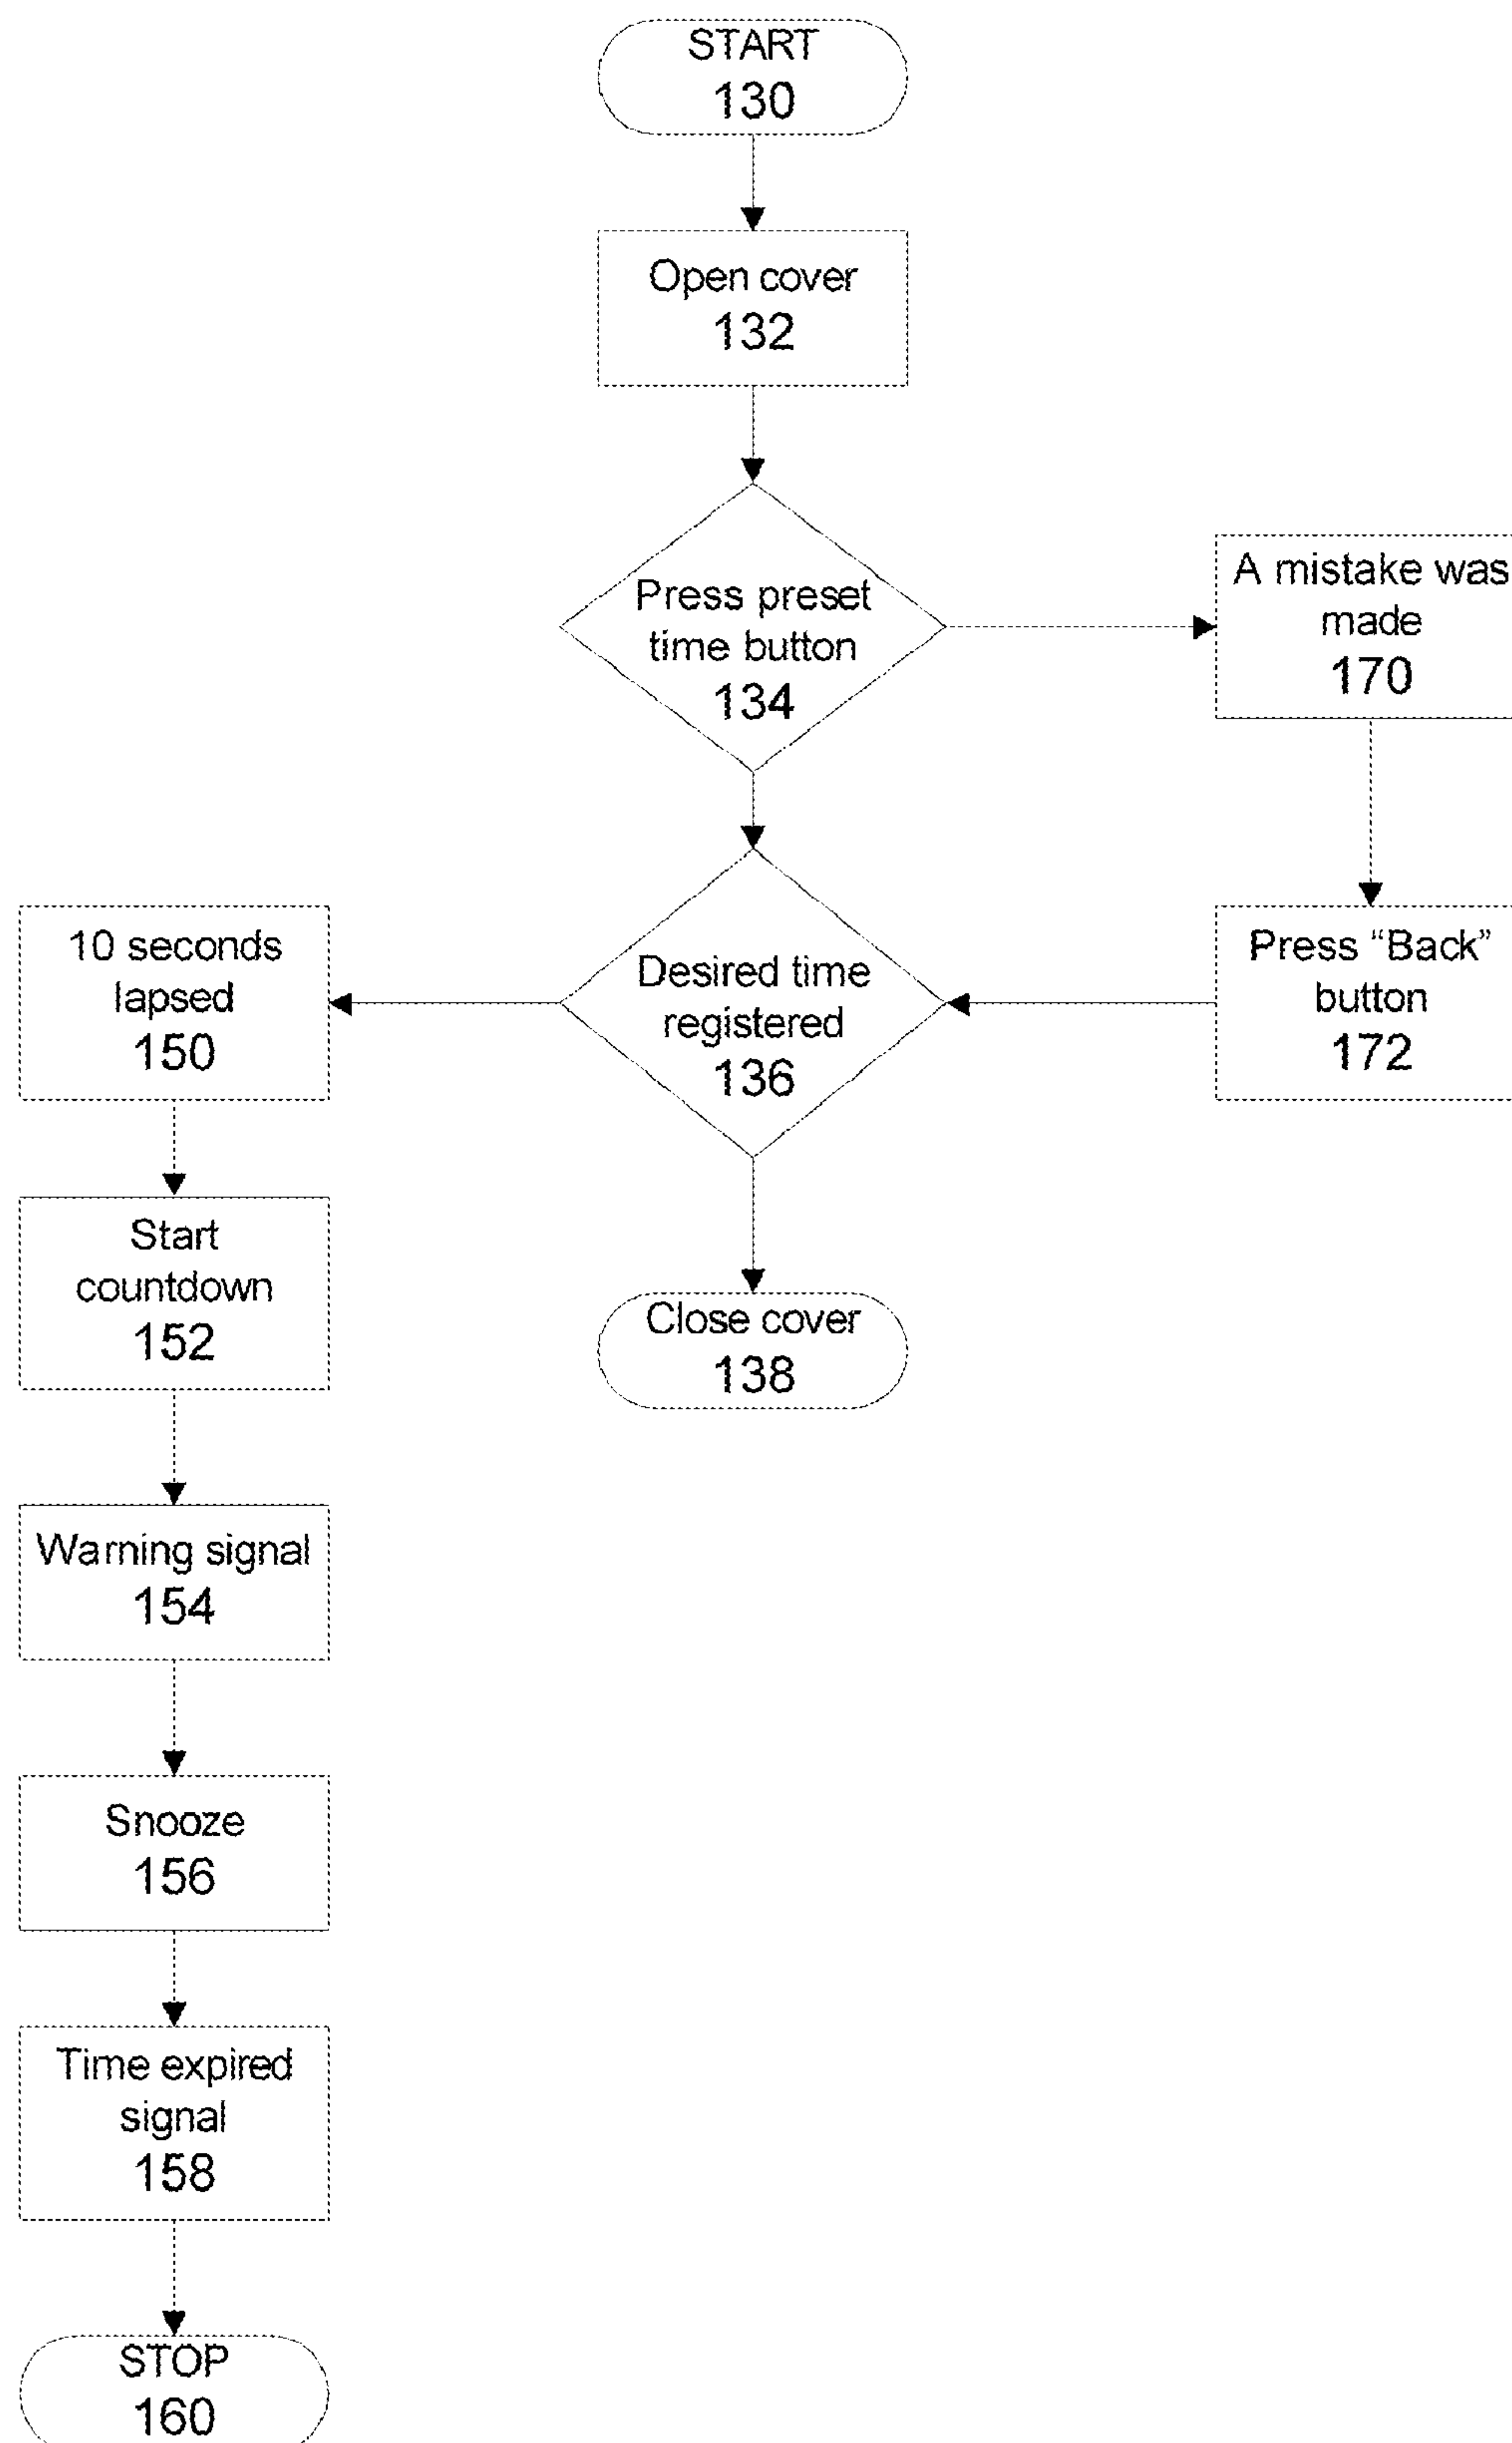 START
130
Open cover
132
Press preset
time button
134
A mistake was
made
170
Press “Back”
button
172
Desired time
registered
136
Close cover
138
10 seconds
lapsed
150
Start
countdown
152
Warning signal
154
Snooze
156
Time expired
signal
158
STOP
160